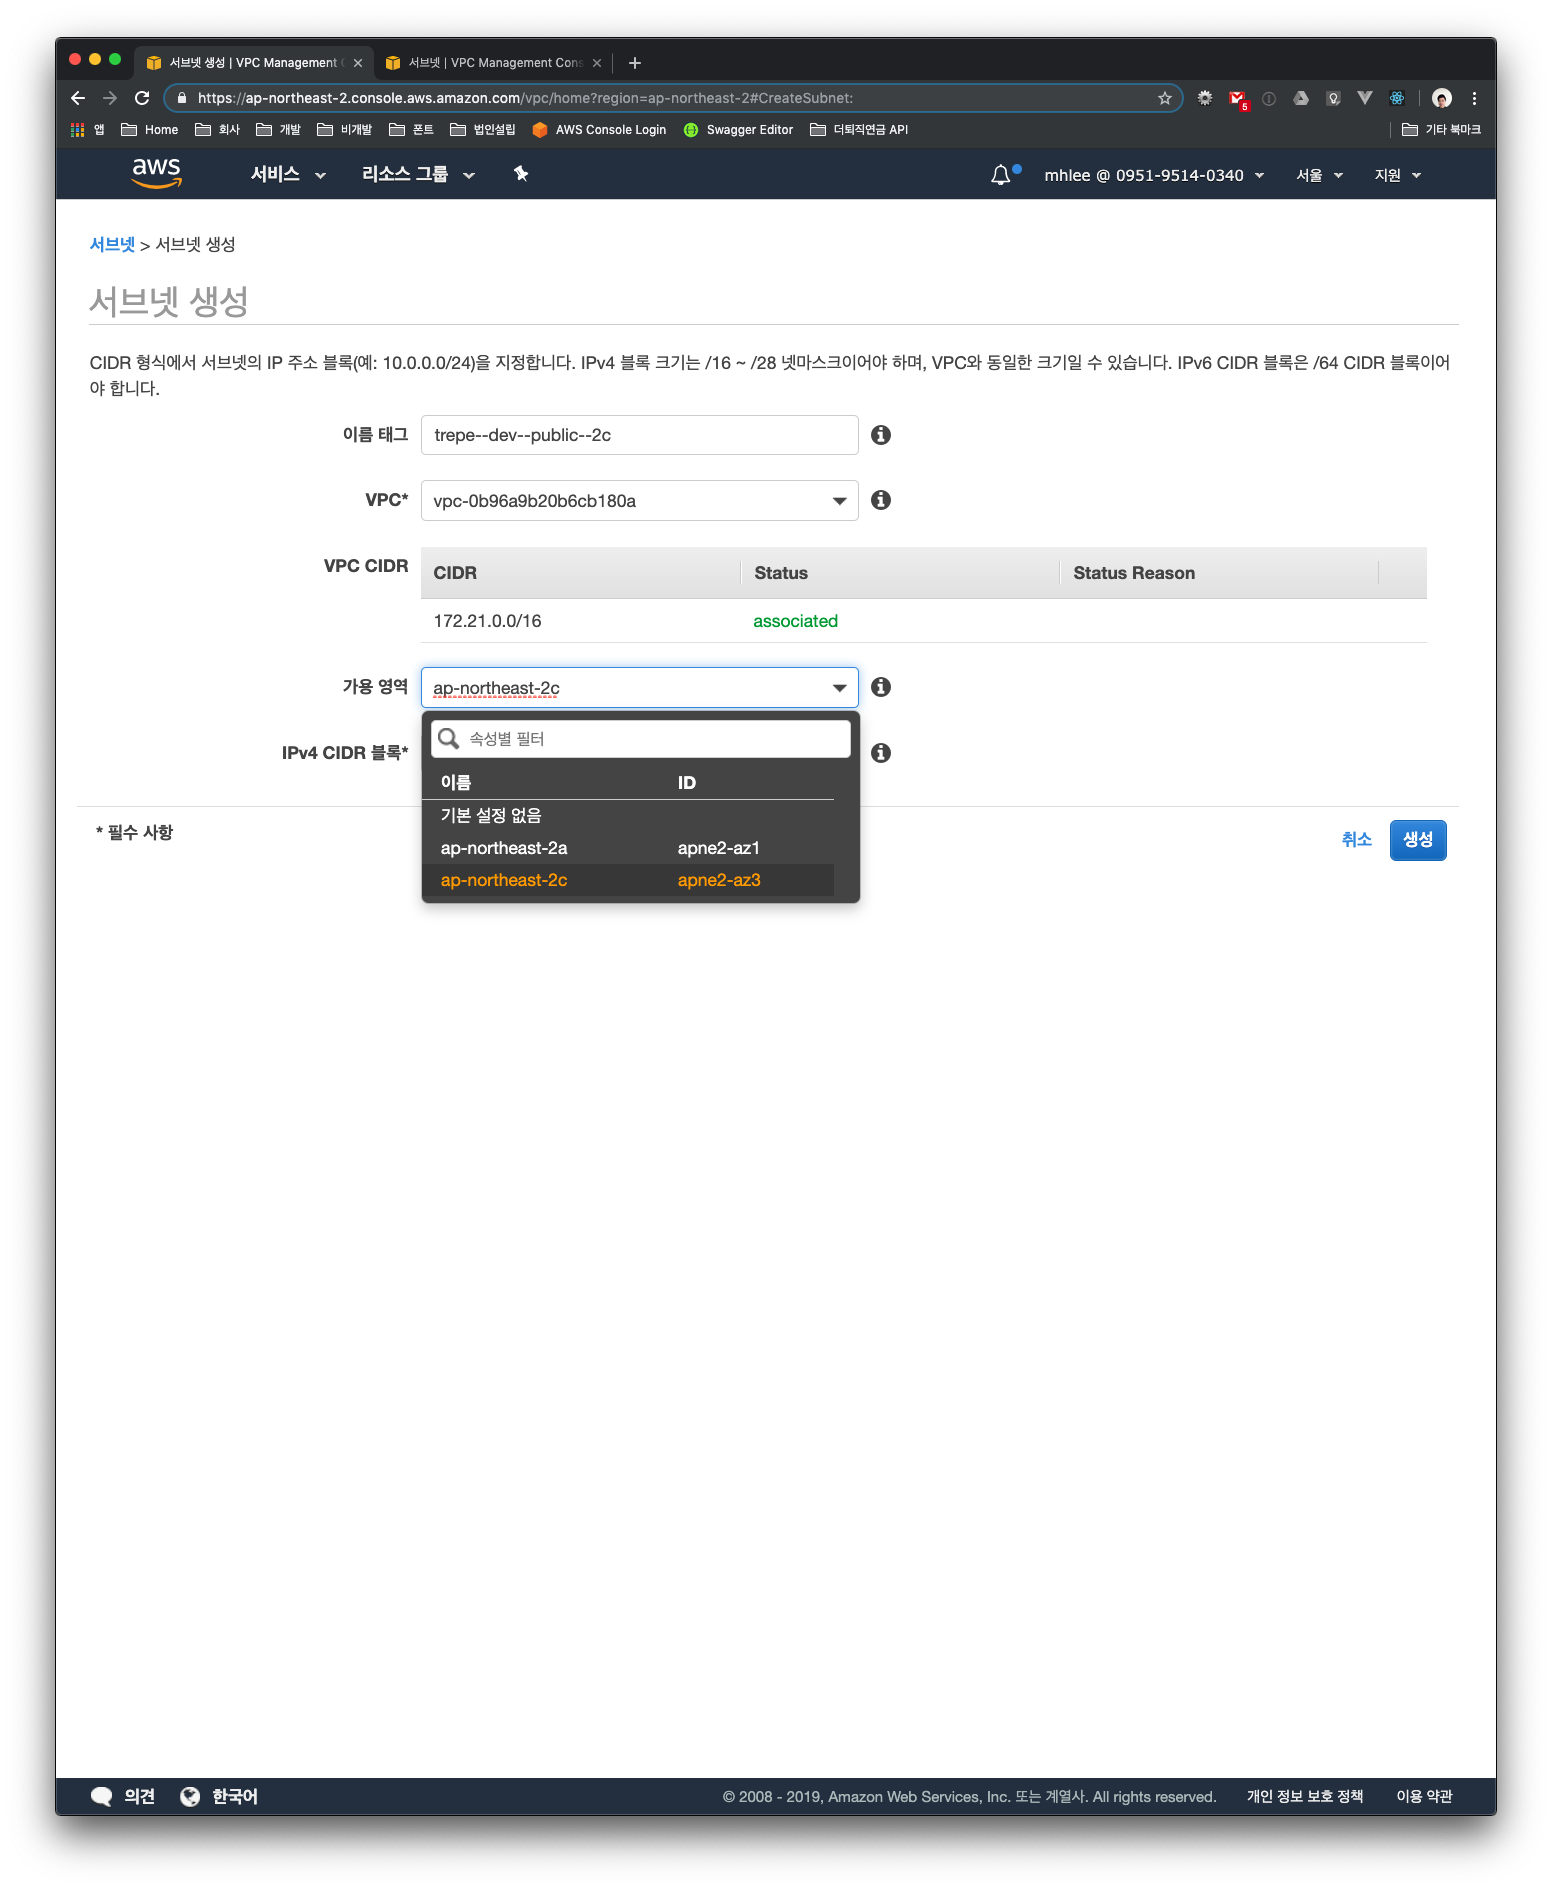 서브넷 생성 | VPC Management
서브넷 | VPC Management Cons
https://ap-northeast-2.console.aws.amazon.com/vpc/home?region=ap-northeast-2#CreateSubnet:
5
앱 Home 회사 개발 비개발 폰트 법인설립 AWS Console Login Swagger Editor 더퇴직연금 API 기타 북마크
aws 서비스 리소스 그룹 mhlee @ 0951-9514-0340 서울 지원
서브넷 > 서브넷 생성
서브넷 생성
CIDR 형식에서 서브넷의 IP 주소 블록(예: 10.0.0.0/24)을 지정합니다. IPv4 블록 크기는 /16 ~ /28 넷마스크이어야 하며, VPC와 동일한 크기일 수 있습니다. IPv6 CIDR 블록은 /64 CIDR 블록이어
야 합니다.
이름 태그 trepe--dev--public--2c
VPC* vpc-0b96a9b20b6cb180a
VPC CIDR CIDR Status Status Reason
172.21.0.0/16 associated
가용 영역 ap-northeast-2c
속성별 필터
IPv4 CIDR 블록*
이름 ID
기본 설정 없음
* 필수 사항
ap-northeast-2a apne2-az1
취소 생성
ap-northeast-2c apne2-az3
의견 한국어 © 2008 - 2019, Amazon Web Services, Inc. 또는 계열사. All rights reserved. 개인 정보 보호 정책 이용 약관